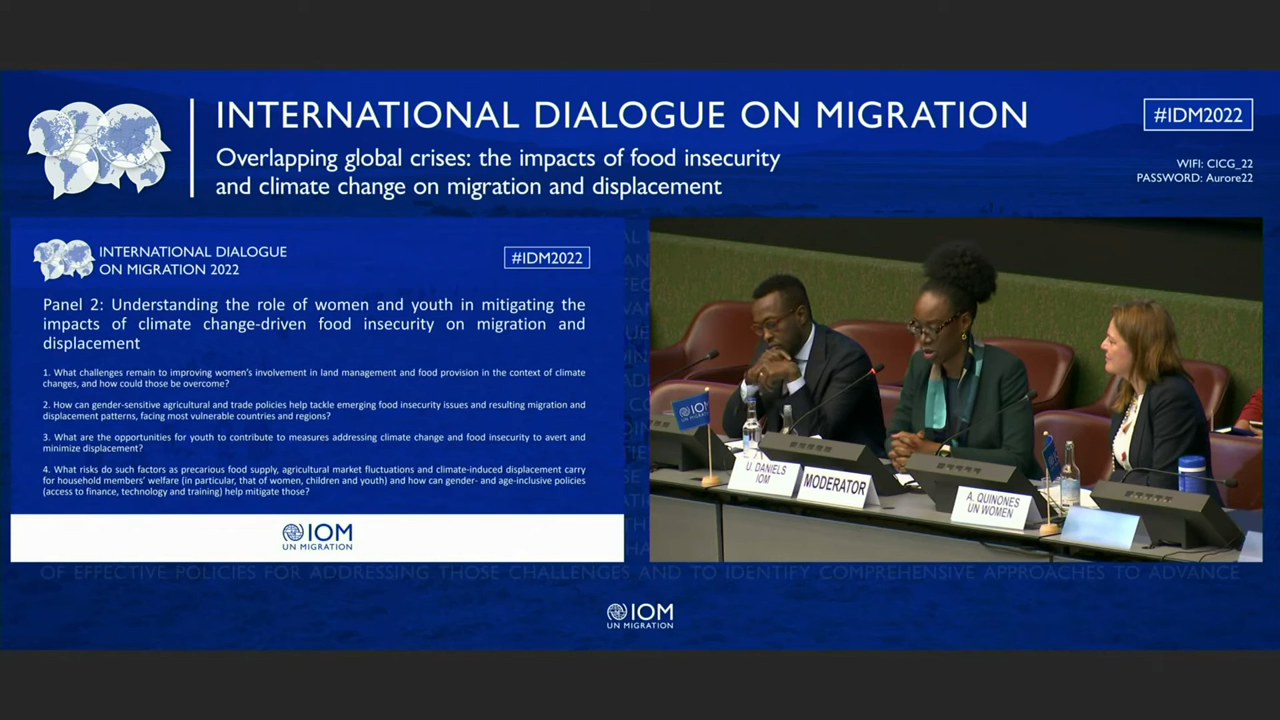 INTERNATIONAL DIALOGUE ON MIGRATION
Overlapping global crises: the impacts of food insecurity
and climate change on migration and displacement
#IDM2022
WIFI: CICG_22
PASSWORD: Aurore22
INTERNATIONAL DIALOGUE
ON MIGRATION 2022
#IDM2022
Panel 2: Understanding the role of women and youth in mitigating the
impacts of climate change-driven food insecurity on migration and
displacement
1. What challenges remain to improving women's involvement in land management and food provision in the context of climate
changes, and how could those be overcome?
2. How can gender-sensitive agricultural and trade policies help tackle emerging food insecurity issues and resulting migration and
displacement patterns, facing most vulnerable countries and regions?
3. What are the opportunities for youth to contribute to measures addressing climate change and food insecurity to avert and
minimize displacement?
4. What risks do such factors as precarious food supply, agricultural market fluctuations and climate-induced displacement carry
for household members' welfare (in particular, that of women, children and youth) and how can gender- and age-inclusive policies
(access to finance, technology and training) help mitigate those?
IOM
UN MIGRATION
IOM
U. DANIELS
IOM
MODERATOR
A. QUINONES
UN WOMEN
OF EFFECTIVE POLICIES FOR ADDRESSING THOSE CHALLENGES AND TO IDENTIFY COMPREHENSIVE APPROACHES TO ADVANCE
IOM
UN MIGRATION